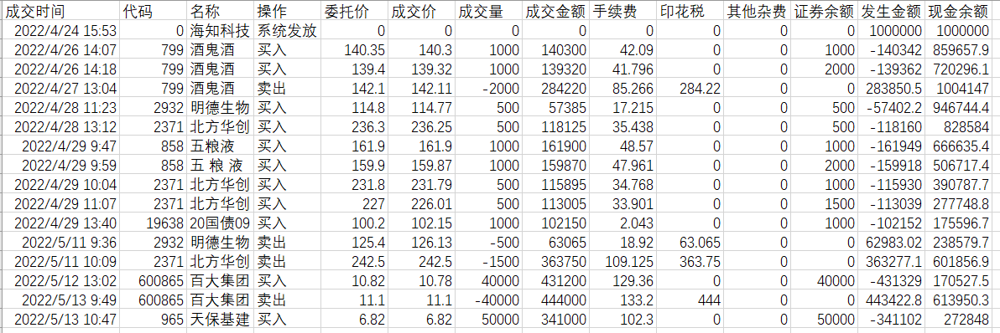 成交时间 代码 名称 操作 委托价 成交价 成交量 成交金额 手续费 印花税 其他杂费 证券余额 发生金额 现金余额
2022/4/24 15:53 0 海知科技 系统发放 0 0 0 0 0 0 0 0 1000000 1000000
2022/4/26 14:07 799 酒鬼酒 买入 140.35 140.3 1000 140300 42.09 0 0 1000 -140342 859657.9
2022/4/26 14:18 799 酒鬼酒 买入 139.4 139.32 1000 139320 41.796 0 0 2000 -139362 720296.1
2022/4/27 13:04 799 酒鬼酒 卖出 142.1 142.11 -2000 284220 85.266 284.22 0 0 283850.5 1004147
2022/4/28 11:23 2932 明德生物 买入 114.8 114.77 500 57385 17.215 0 0 500 -57402.2 946744.4
2022/4/28 13:12 2371 北方华创 买入 236.3 236.25 500 118125 35.438 0 0 500 -118160 828584
2022/4/29 9:47 858 五粮液 买入 161.9 161.9 1000 161900 48.57 0 0 1000 -161949 666635.4
2022/4/29 9:59 858 五 粮 液 买入 159.9 159.87 1000 159870 47.961 0 0 2000 -159918 506717.4
2022/4/29 10:04 2371 北方华创 买入 231.8 231.79 500 115895 34.768 0 0 1000 -115930 390787.7
2022/4/29 11:07 2371 北方华创 买入 227 226.01 500 113005 33.901 0 0 1500 -113039 277748.8
2022/4/29 13:40 19638 20国债09 买入 100.2 102.15 1000 102150 2.043 0 0 1000 -102152 175596.7
2022/5/11 9:36 2932 明德生物 卖出 125.4 126.13 -500 63065 18.92 63.065 0 0 62983.02 238579.7
2022/5/11 10:09 2371 北方华创 卖出 242.5 242.5 -1500 363750 109.125 363.75 0 0 363277.1 601856.9
2022/5/12 13:02 600865 百大集团 买入 10.82 10.78 40000 431200 129.36 0 0 40000 -431329 170527.5
2022/5/13 9:49 600865 百大集团 卖出 11.1 11.1 -40000 444000 133.2 444 0 0 443422.8 613950.3
2022/5/13 10:47 965 天保基建 买入 6.82 6.82 50000 341000 102.3 0 0 50000 -341102 272848